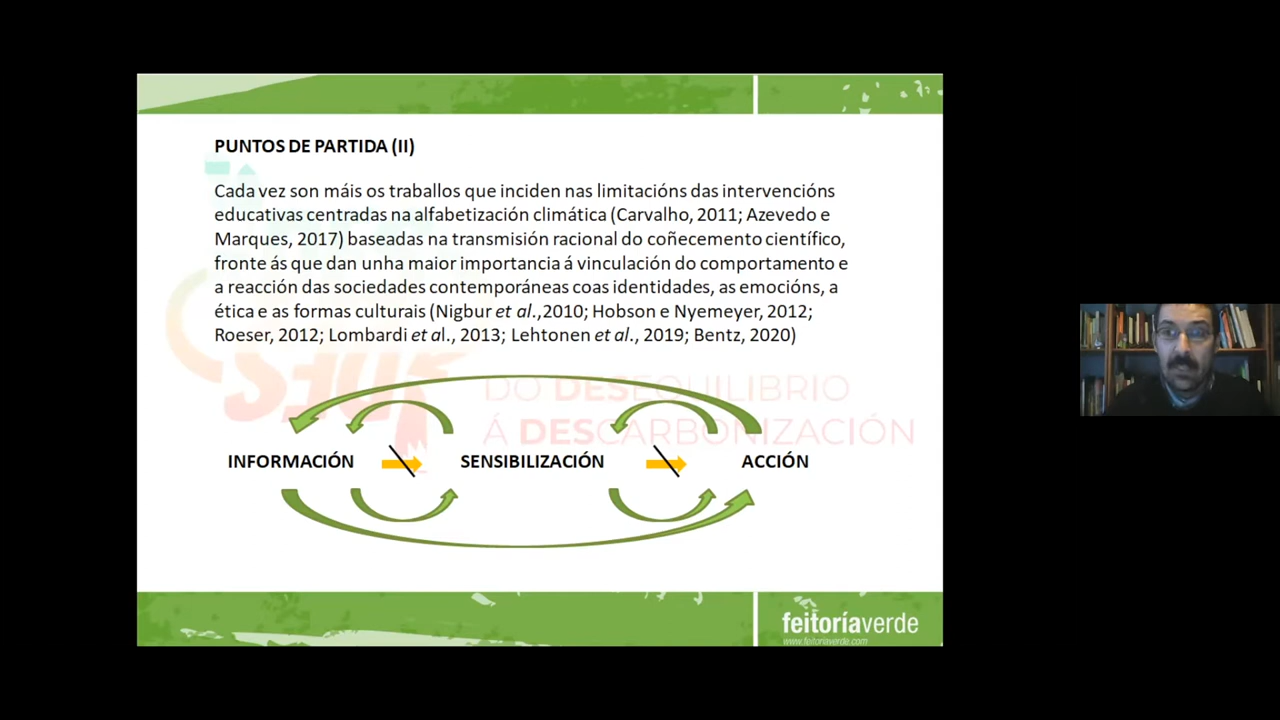 PUNTOS DE PARTIDA (II)
Cada vez son máis os traballos que inciden nas limitacións das intervencións
educativas centradas na alfabetización climática (Carvalho, 2011; Azevedo e
Marques, 2017) baseadas na transmisión racional do coñecemento científico,
fronte ás que dan unha maior importancia á vinculación do comportamento e
a reacción das sociedades contemporáneas coas identidades, as emocións, a
ética e as formas culturais (Nigbur et al.,2010; Hobson e Nyemeyer, 2012;
Roeser, 2012; Lombardi et al., 2013; Lehtonen et al., 2019; Bentz, 2020)
DO DESEQUILIBRIO
Á DESCARBONIZACIÓN
INFORMACIÓN SENSIBILIZACIÓN ACCIÓN
feitoríaverde
www.feitoriaverde.com